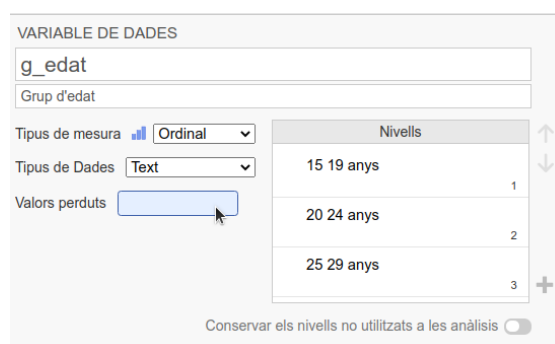 VARIABLE DE DADES
g_edat
Grup d'edat
Tipus de mesura Ordinal
Tipus de Dades Text
Valors perduts
Nivells
15 19 anys
1
20 24 anys
2
25 29 anys
3
Conservar els nivells no utilitzats a les anàlisis